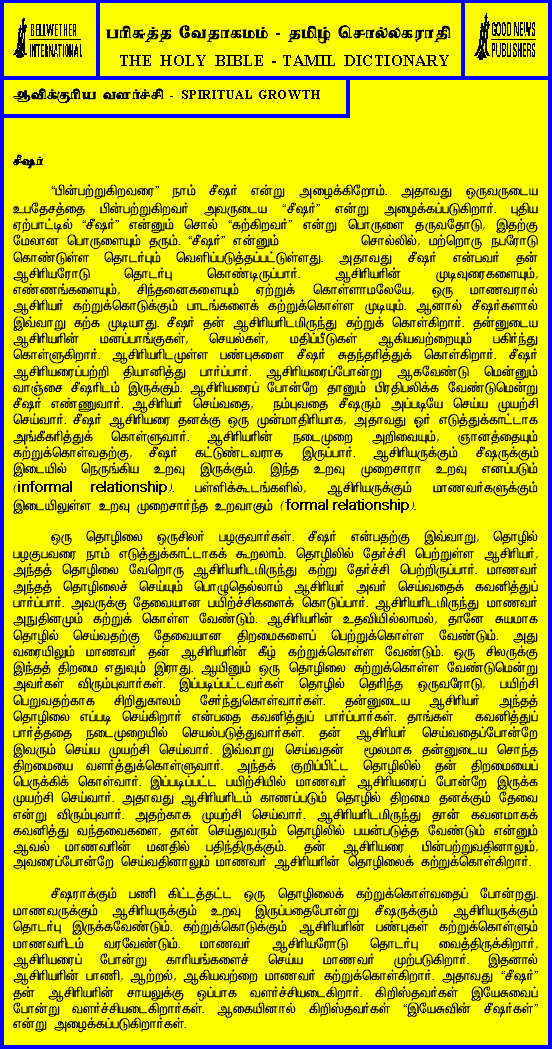 BELLWETHER
INTERNATIONAL
பரிசுத்த வேதாகமம் - தமிழ் சொல்லகராதி
THE HOLY BIBLE - TAMIL DICTIONARY
GOOD NEWS
PUBLISHERS
ஆவிக்குரிய வளர்ச்சி - SPIRITUAL GROWTH
சீஷர்
“பின்பற்றுகிறவரை” நாம் சீஷர் என்று அழைக்கிறோம். அதாவது ஒருவருடைய
உபதேசத்தை பின்பற்றுகிறவர் அவருடைய “சீஷர்” என்று அழைக்கப்படுகிறார். புதிய
ஏற்பாட்டில் “சீஷர்” என்னும் சொல் “கற்கிறவர்” என்று பொருளை தருவதோடு, இதற்கு
மேலான பொருளையும் தரும். “சீஷர்” என்னும் சொல்லில், மற்றொரு நபரோடு
கொண்டுள்ள தொடர்பும் வெளிப்படுத்தப்பட்டுள்ளது. அதாவது சீஷர் என்பவர் தன்
ஆசிரியரோடு தொடர்பு கொண்டிருப்பார். ஆசிரியரின் முடிவுரைகளையும்,
எண்ணங்களையும், சிந்தனைகளையும் ஏற்றுக் கொள்ளாமலேயே, ஒரு மாணவரால்
ஆசிரியர் கற்றுக்கொடுக்கும் பாடங்களைக் கற்றுக்கொள்ள முடியும். ஆனால் சீஷர்களால்
இவ்வாறு கற்க முடியாது. சீஷர் தன் ஆசிரியரிடமிருந்து கற்றுக் கொள்கிறார். தன்னுடைய
ஆசிரியரின் மனப்பாங்குகள், செயல்கள், மதிப்பீடுகள் ஆகியவற்றையும் பகிர்ந்து
கொள்ளுகிறார். ஆசிரியரிடமுள்ள பண்புகளை சீஷர் சுதந்தரித்துக் கொள்கிறார். சீஷர்
ஆசிரியரைப்பற்றி தியானித்து பார்ப்பார். ஆசிரியரைப்போன்று ஆகவேண்டு மென்னும்
வாஞ்சை சீஷரிடம் இருக்கும். ஆசிரியரைப் போன்றே தானும் பிரதிபலிக்க வேண்டுமென்று
சீஷர் எண்ணுவார். ஆசிரியர் செய்வதை, நம்புவதை சீஷரும் அப்படியே செய்ய முயற்சி
செய்வார். சீஷர் ஆசிரியரை தனக்கு ஒரு முன்மாதிரியாக, அதாவது ஓர் எடுத்துக்காட்டாக
அங்கீகரித்துக் கொள்ளுவார். ஆசிரியரின் நடைமுறை அறிவையும், ஞானத்தையும்
கற்றுக்கொள்வதற்கு, சீஷர் கட்டுண்டவராக இருப்பார். ஆசிரியருக்கும் சீஷருக்கும்
இடையில் நெருங்கிய உறவு இருக்கும். இந்த உறவு முறைசாரா உறவு எனப்படும்
(informal relationship). பள்ளிக்கூடங்களில், ஆசிரியருக்கும் மாணவர்களுக்கும்
இடையிலுள்ள உறவு முறைசார்ந்த உறவாகும் (formal relationship).
ஒரு தொழிலை ஒருசிலர் பழகுவார்கள். சீஷர் என்பதற்கு இவ்வாறு, தொழில்
பழகுபவரை நாம் எடுத்துக்காட்டாகக் கூறலாம். தொழிலில் தேர்ச்சி பெற்றுள்ள ஆசிரியர்,
அந்தத் தொழிலை வேறொரு ஆசிரியரிடமிருந்து கற்று தேர்ச்சி பெற்றிருப்பார். மாணவர்
அந்தத் தொழிலைச் செய்யும் பொழுதெல்லாம் ஆசிரியர் அவர் செய்வதைக் கவனித்துப்
பார்ப்பார். அவருக்கு தேவையான பயிற்ச்சிகளைக் கொடுப்பார். ஆசிரியரிடமிருந்து மாணவர்
அநுதினமும் கற்றுக் கொள்ள வேண்டும். ஆசிரியரின் உதவியில்லாமல், தானே சுயமாக
தொழில் செய்வதற்கு தேவையான திறமைகளைப் பெற்றுக்கொள்ள வேண்டும். அது
வரையிலும் மாணவர் தன் ஆசிரியரின் கீழ் கற்றுக்கொள்ள வேண்டும். ஒரு சிலருக்கு
இந்தத் திறமை எதுவும் இராது. ஆயினும் ஒரு தொழிலை கற்றுக்கொள்ள வேண்டுமென்று
அவர்கள் விரும்புவார்கள். இப்படிப்பட்டவர்கள் தொழில் தெரிந்த ஒருவரோடு, பயிற்சி
பெறுவதற்காக சிறிதுகாலம் சேர்ந்துகொள்வார்கள். தன்னுடைய ஆசிரியர் அந்தத்
தொழிலை எப்படி செய்கிறார் என்பதை கவனித்துப் பார்ப்பார்கள். தாங்கள் கவனித்துப்
பார்த்ததை நடைமுறையில் செயல்படுத்துவார்கள். தன் ஆசிரியர் செய்வதைப்போன்றே
இவரும் செய்ய முயற்சி செய்வார். இவ்வாறு செய்வதன் மூலமாக தன்னுடைய சொந்த
திறமையை வளர்த்துக்கொள்ளுவார். அந்தக் குறிப்பிட்ட தொழிலில் தன் திறமையைப்
பெருக்கிக் கொள்வார். இப்படிப்பட்ட பயிற்சியில் மாணவர் ஆசிரியரைப் போன்றே இருக்க
முயற்சி செய்வார். அதாவது ஆசிரியரிடம் காணப்படும் தொழில் திறமை தனக்கும் தேவை
என்று விரும்புவார். அதற்காக முயற்சி செய்வார். ஆசிரியரிடமிருந்து தான் கவனமாகக்
கவனித்து வந்தவைகளை, தான் செய்துவரும் தொழிலில் பயன்படுத்த வேண்டும் என்னும்
ஆவல் மாணவரின் மனதில் பதிந்திருக்கும். தன் ஆசிரியரை பின்பற்றுவதினாலும்,
அவரைப்போன்றே செய்வதினாலும் மாணவர் ஆசிரியரின் தொழிலைக் கற்றுக்கொள்கிறார்.
சீஷராக்கும் பணி கிட்டத்தட்ட ஒரு தொழிலைக் கற்றுக்கொள்வதைப் போன்றது.
மாணவருக்கும் ஆசிரியருக்கும் உறவு இருப்பதைபோன்று சீஷருக்கும் ஆசிரியருக்கும்
தொடர்பு இருக்கவேண்டும். கற்றுக்கொடுக்கும் ஆசிரியரின் பண்புகள் கற்றுக்கொள்ளும்
மாணவரிடம் வரவேண்டும். மாணவர் ஆசிரியரோடு தொடர்பு வைத்திருக்கிறார்,
ஆசிரியரைப் போன்று காரியங்களைச் செய்ய மாணவர் முற்படுகிறார். இதனால்
ஆசிரியரின் பாணி, ஆற்றல், ஆகியவற்றை மாணவர் கற்றுக்கொள்கிறார். அதாவது “சீஷர்”
தன் ஆசிரியரின் சாயலுக்கு ஒப்பாக வளர்ச்சியடைகிறார். கிறிஸ்தவர்கள் இயேசுவைப்
போன்று வளர்ச்சியடைகிறார்கள். ஆகையினால் கிறிஸ்தவர்கள் “இயேசுவின் சீஷர்கள்”
என்று அழைக்கப்படுகிறார்கள்.